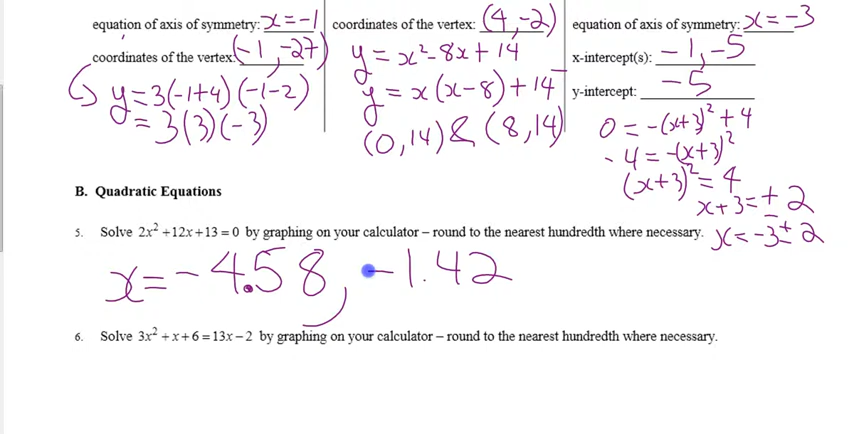 equation of axis of symmetry: x = -1
coordinates of the vertex: (-1, -27)
y = 3(-1+4)(-1-2)
= 3(3)(-3)
coordinates of the vertex: (4, -2)
y = x² - 8x + 14
y = x(x-8) + 14
(0, 14) & (8, 14)
equation of axis of symmetry: x = -3
x-intercept(s): -1, -5
y-intercept: -5
0 = -(x+3)² + 4
-4 = -(x+3)²
(x+3)² = 4
x+3 = ±2
x = -3±2
B. Quadratic Equations
5. Solve 2x² +12x+13 = 0 by graphing on your calculator – round to the nearest hundredth where necessary.
x = -4.58, -1.42
6. Solve 3x² + x + 6 = 13x – 2 by graphing on your calculator – round to the nearest hundredth where necessary.